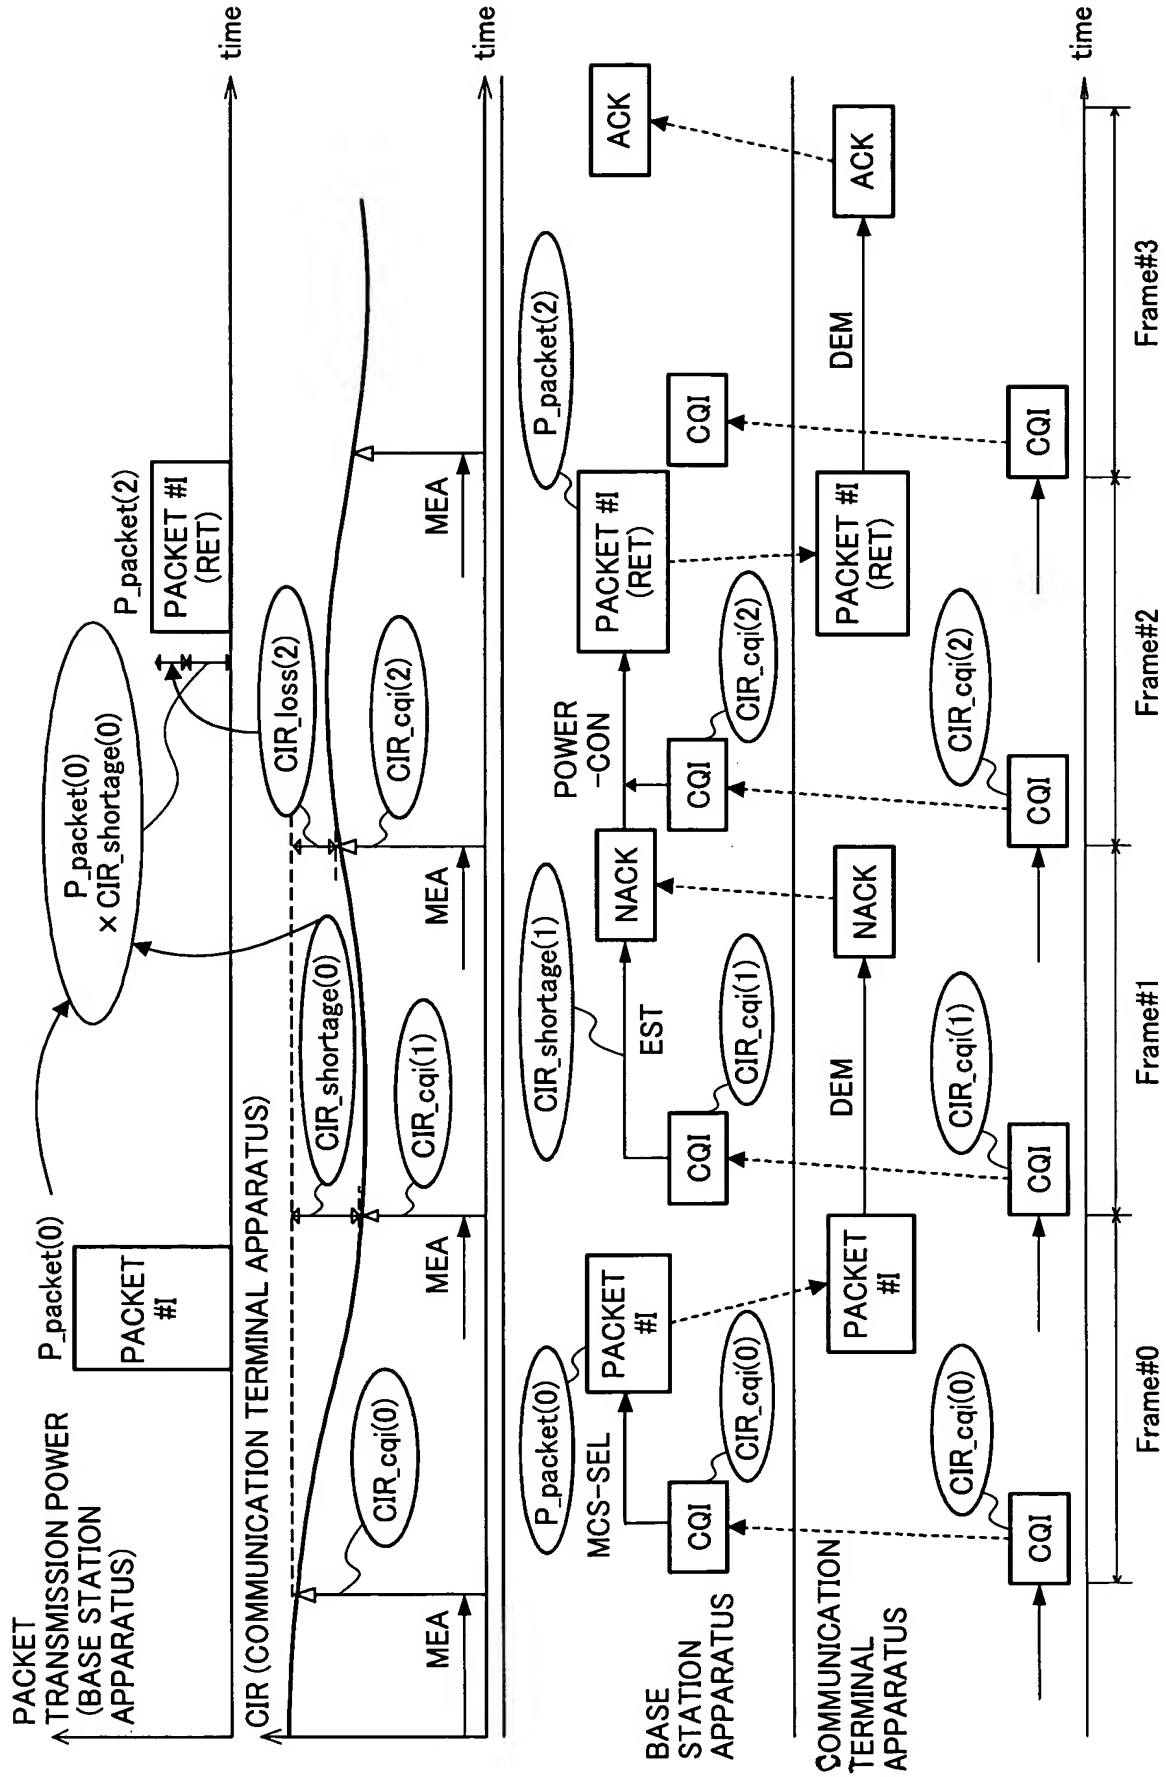 PACKET
TRANSMISSION POWER
(BASE STATION
APPARATUS)
P_packet(0)
PACKET
#I
P_packet(0)
×CIR_shortage(0)
P_packet(2)
PACKET #I
(RET)
time
CIR (COMMUNICATION TERMINAL APPARATUS)
CIR_cqi(0)
CIR_shortage(0)
CIR_cqi(1)
CIR_loss(2)
CIR_cqi(2)
MEA
MEA
MEA
MEA
time
BASE
STATION
APPARATUS
P_packet(0)
MCS-SEL
CQI
CIR_cqi(0)
PACKET
#I
CIR_shortage(1)
EST
CQI
CIR_cqi(1)
NACK
POWER
-CON
CQI
CIR_cqi(2)
PACKET #I
(RET)
P_packet(2)
CQI
ACK
COMMUNICATION
TERMINAL
APPARATUS
PACKET
#I
DEM
NACK
PACKET #I
(RET)
DEM
ACK
CQI
CIR_cqi(0)
CQI
CIR_cqi(1)
CQI
CIR_cqi(2)
CQI
time
Frame#0
Frame#1
Frame#2
Frame#3